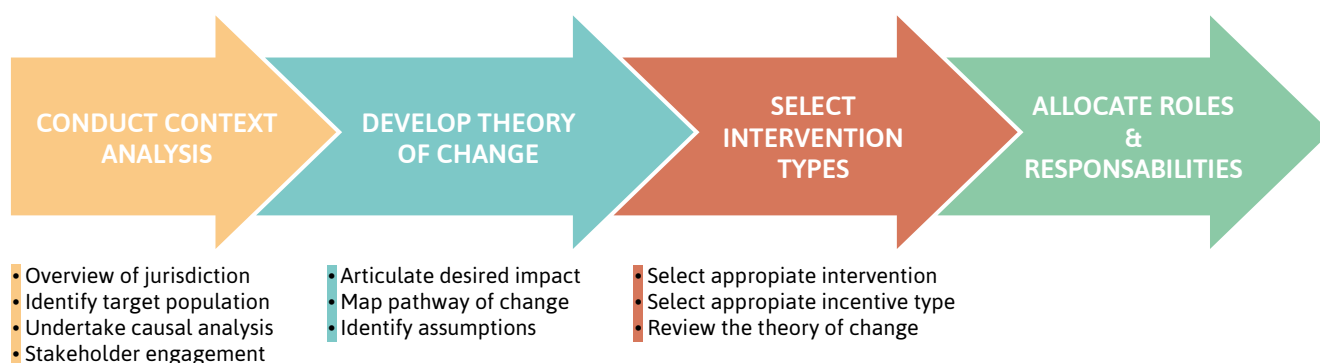 CONDUCT CONTEXT
ANALYSIS
DEVELOP THEORY
OF CHANGE
SELECT
INTERVENTION
TYPES
ALLOCATE ROLES
&
RESPONSABILITIES
• Overview of jurisdiction
• Identify target population
• Undertake causal analysis
• Stakeholder engagement
• Articulate desired impact
• Map pathway of change
• Identify assumptions
• Select appropiate intervention
• Select appropiate incentive type
• Review the theory of change